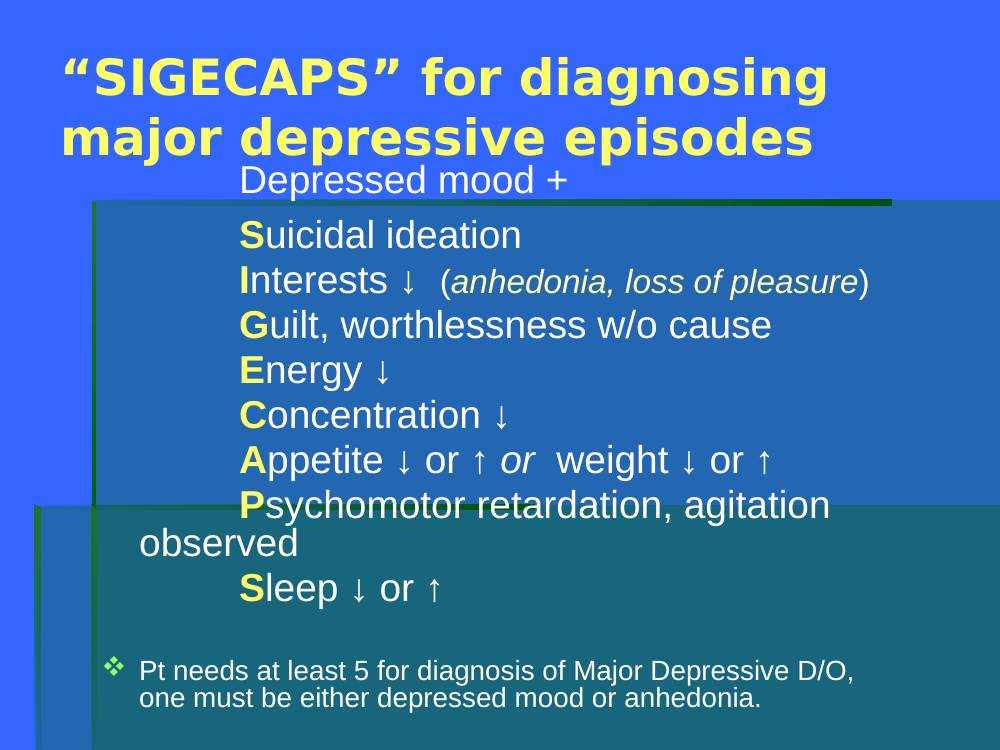 “SIGECAPS” for diagnosing
major depressive episodes
Depressed mood +
Suicidal ideation
Interests ↓ (anhedonia, loss of pleasure)
Guilt, worthlessness w/o cause
Energy ↓
Concentration ↓
Appetite ↓ or ↑ or weight ↓ or ↑
Psychomotor retardation, agitation
observed
Sleep ↓ or ↑
❖ Pt needs at least 5 for diagnosis of Major Depressive D/O,
one must be either depressed mood or anhedonia.